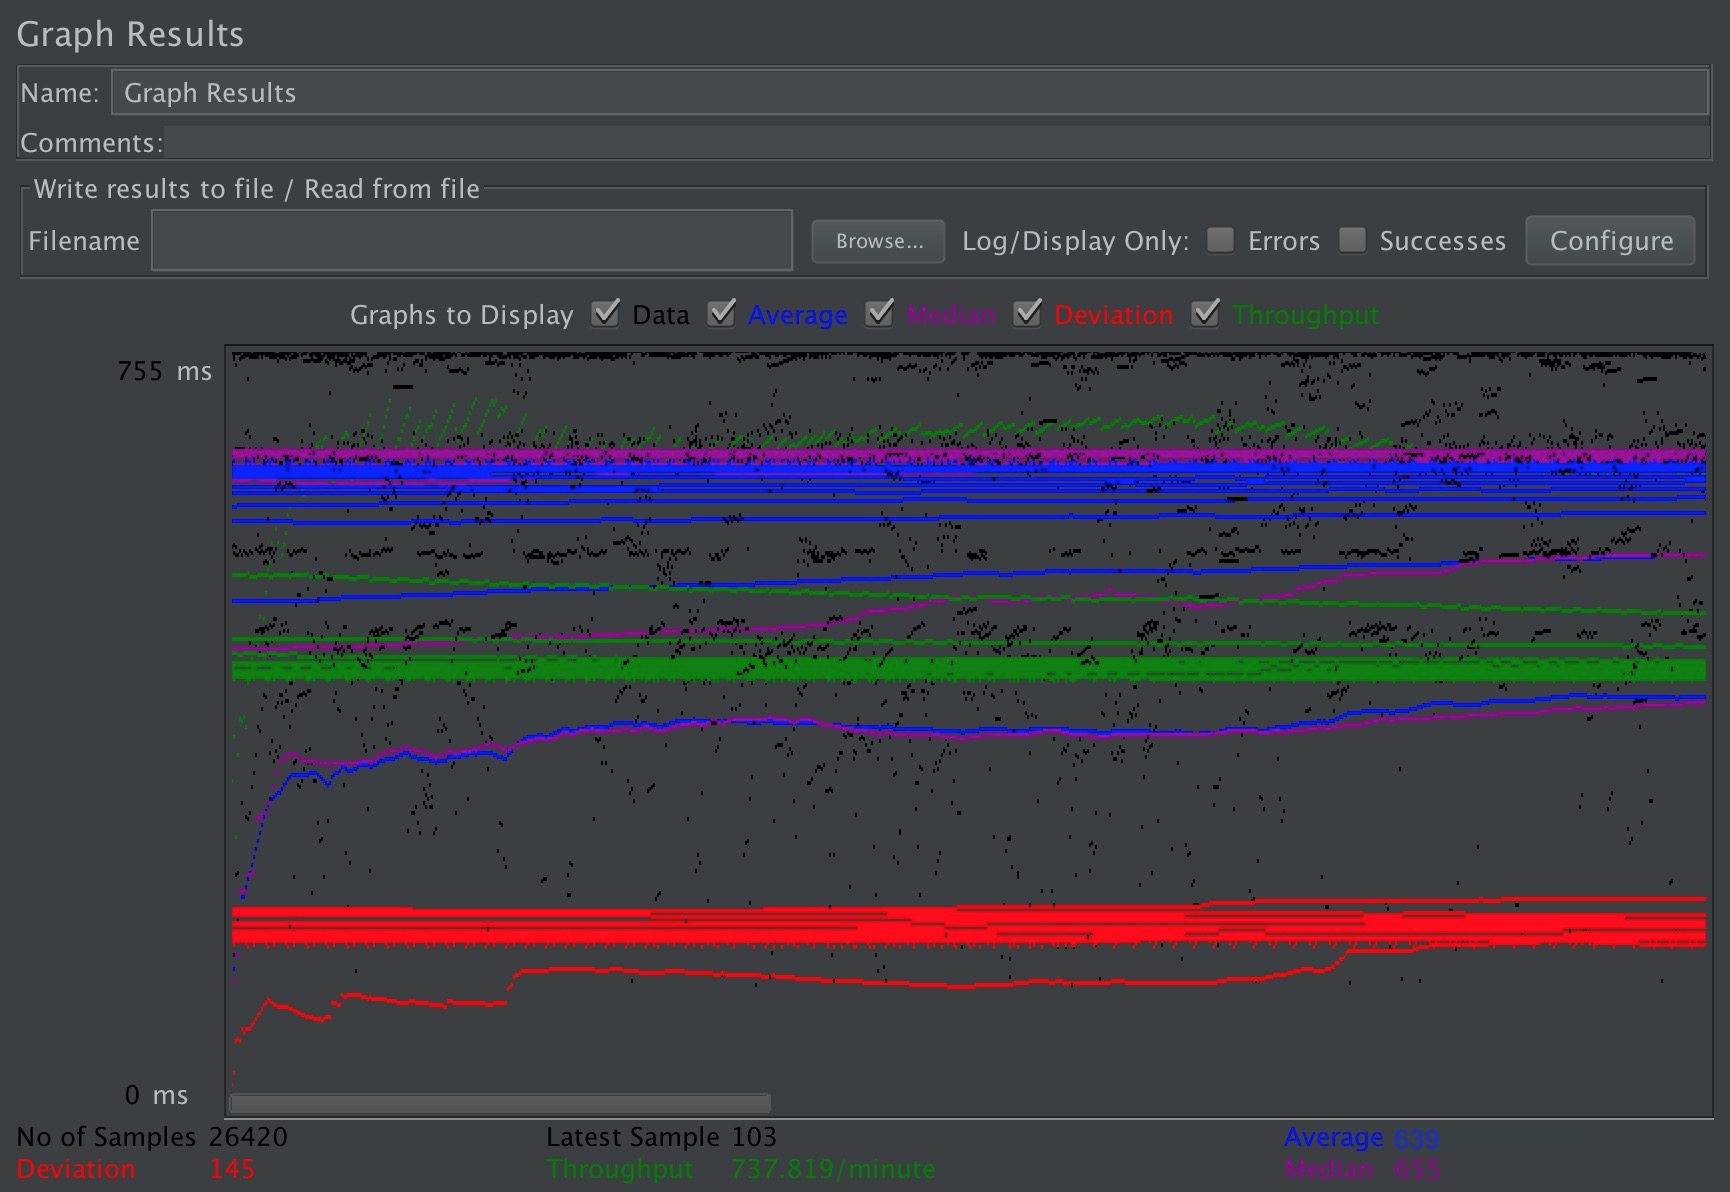 Graph Results
Name: Graph Results
Comments:
Write results to file / Read from file
Filename Browse... Log/Display Only: Errors Successes Configure
Graphs to Display Data Average Median Deviation Throughput
755 ms
0 ms
No of Samples 26420 Latest Sample 103 Average 639
Deviation 145 Throughput 737.819/minute Median 655